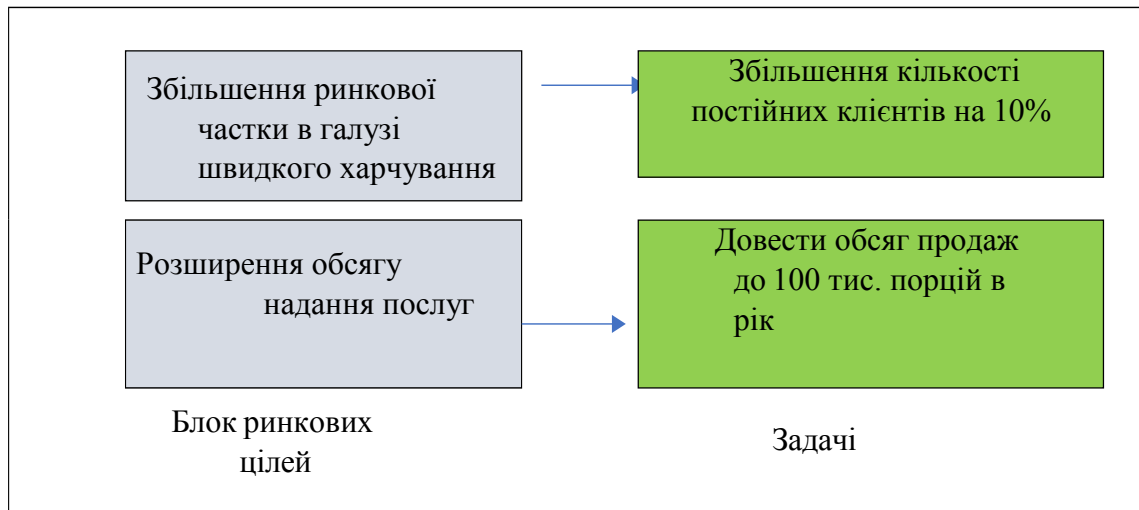 Збільшення ринкової
частки в галузі
швидкого харчування
Збільшення кількості
постійних клієнтів на 10%
Розширення обсягу
надання послуг
Довести обсяг продаж
до 100 тис. порцій в
рік
Блок ринкових
цілей
Задачі